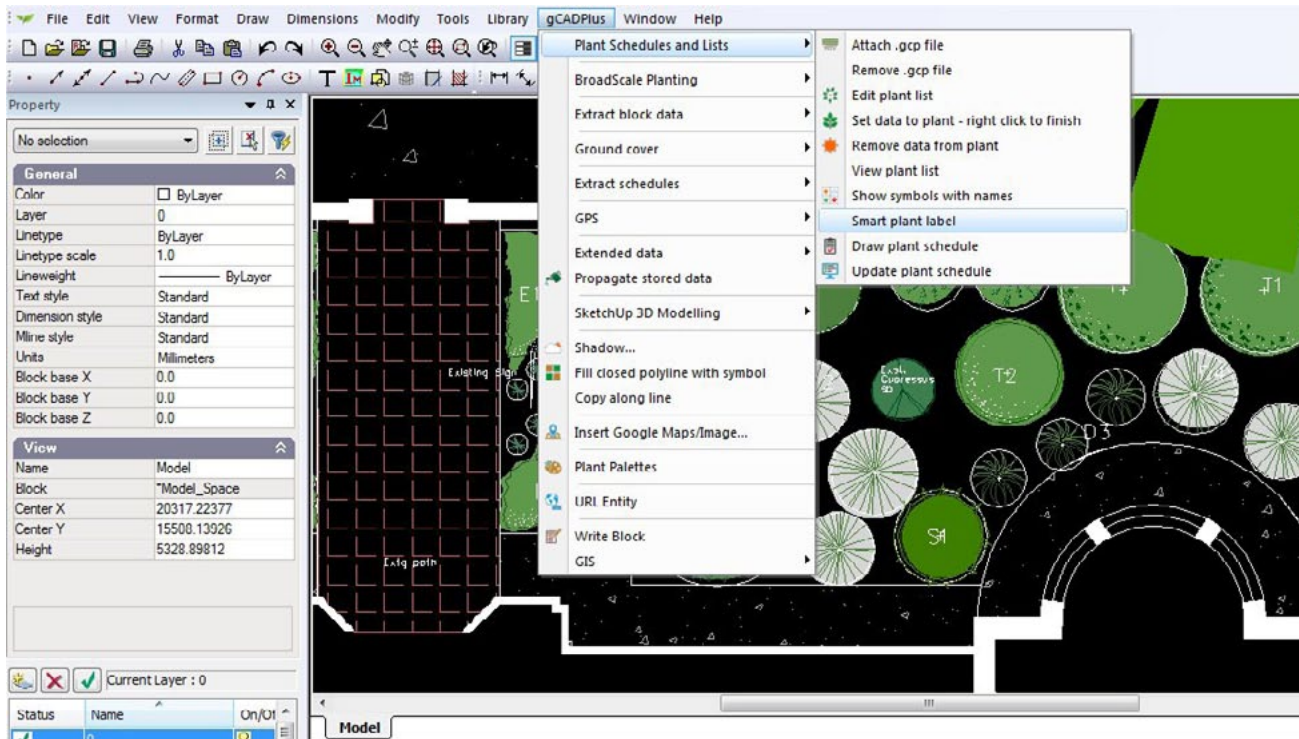 File Edit View Format Draw Dimensions Modify Tools Library gCADPlus Window Help
Property
No selection
General
Color ByLayer
Layer 0
Linetype ByLayer
Linetype scale 1.0
Lineweight ByLayer
Text style Standard
Dimension style Standard
Mline style Standard
Units Millimeters
Block base X 0.0
Block base Y 0.0
Block base Z 0.0
View
Name Model
Block *Model_Space
Center X 20317.22377
Center Y 15508.13926
Height 5328.89812
Current Layer : 0
Status Name On/Of
0
Plant Schedules and Lists
BroadScale Planting
Extract block data
Ground cover
Extract schedules
GPS
Extended data
Propagate stored data
SketchUp 3D Modelling
Shadow...
Fill closed polyline with symbol
Copy along line
Insert Google Maps/Image...
Plant Palettes
URL Entity
Write Block
GIS
Attach .gcp file
Remove .gcp file
Edit plant list
Set data to plant - right click to finish
Remove data from plant
View plant list
Show symbols with names
Smart plant label
Draw plant schedule
Update plant schedule
Existing sign
Extg path
Cupressus
T2
D3
S1
Model